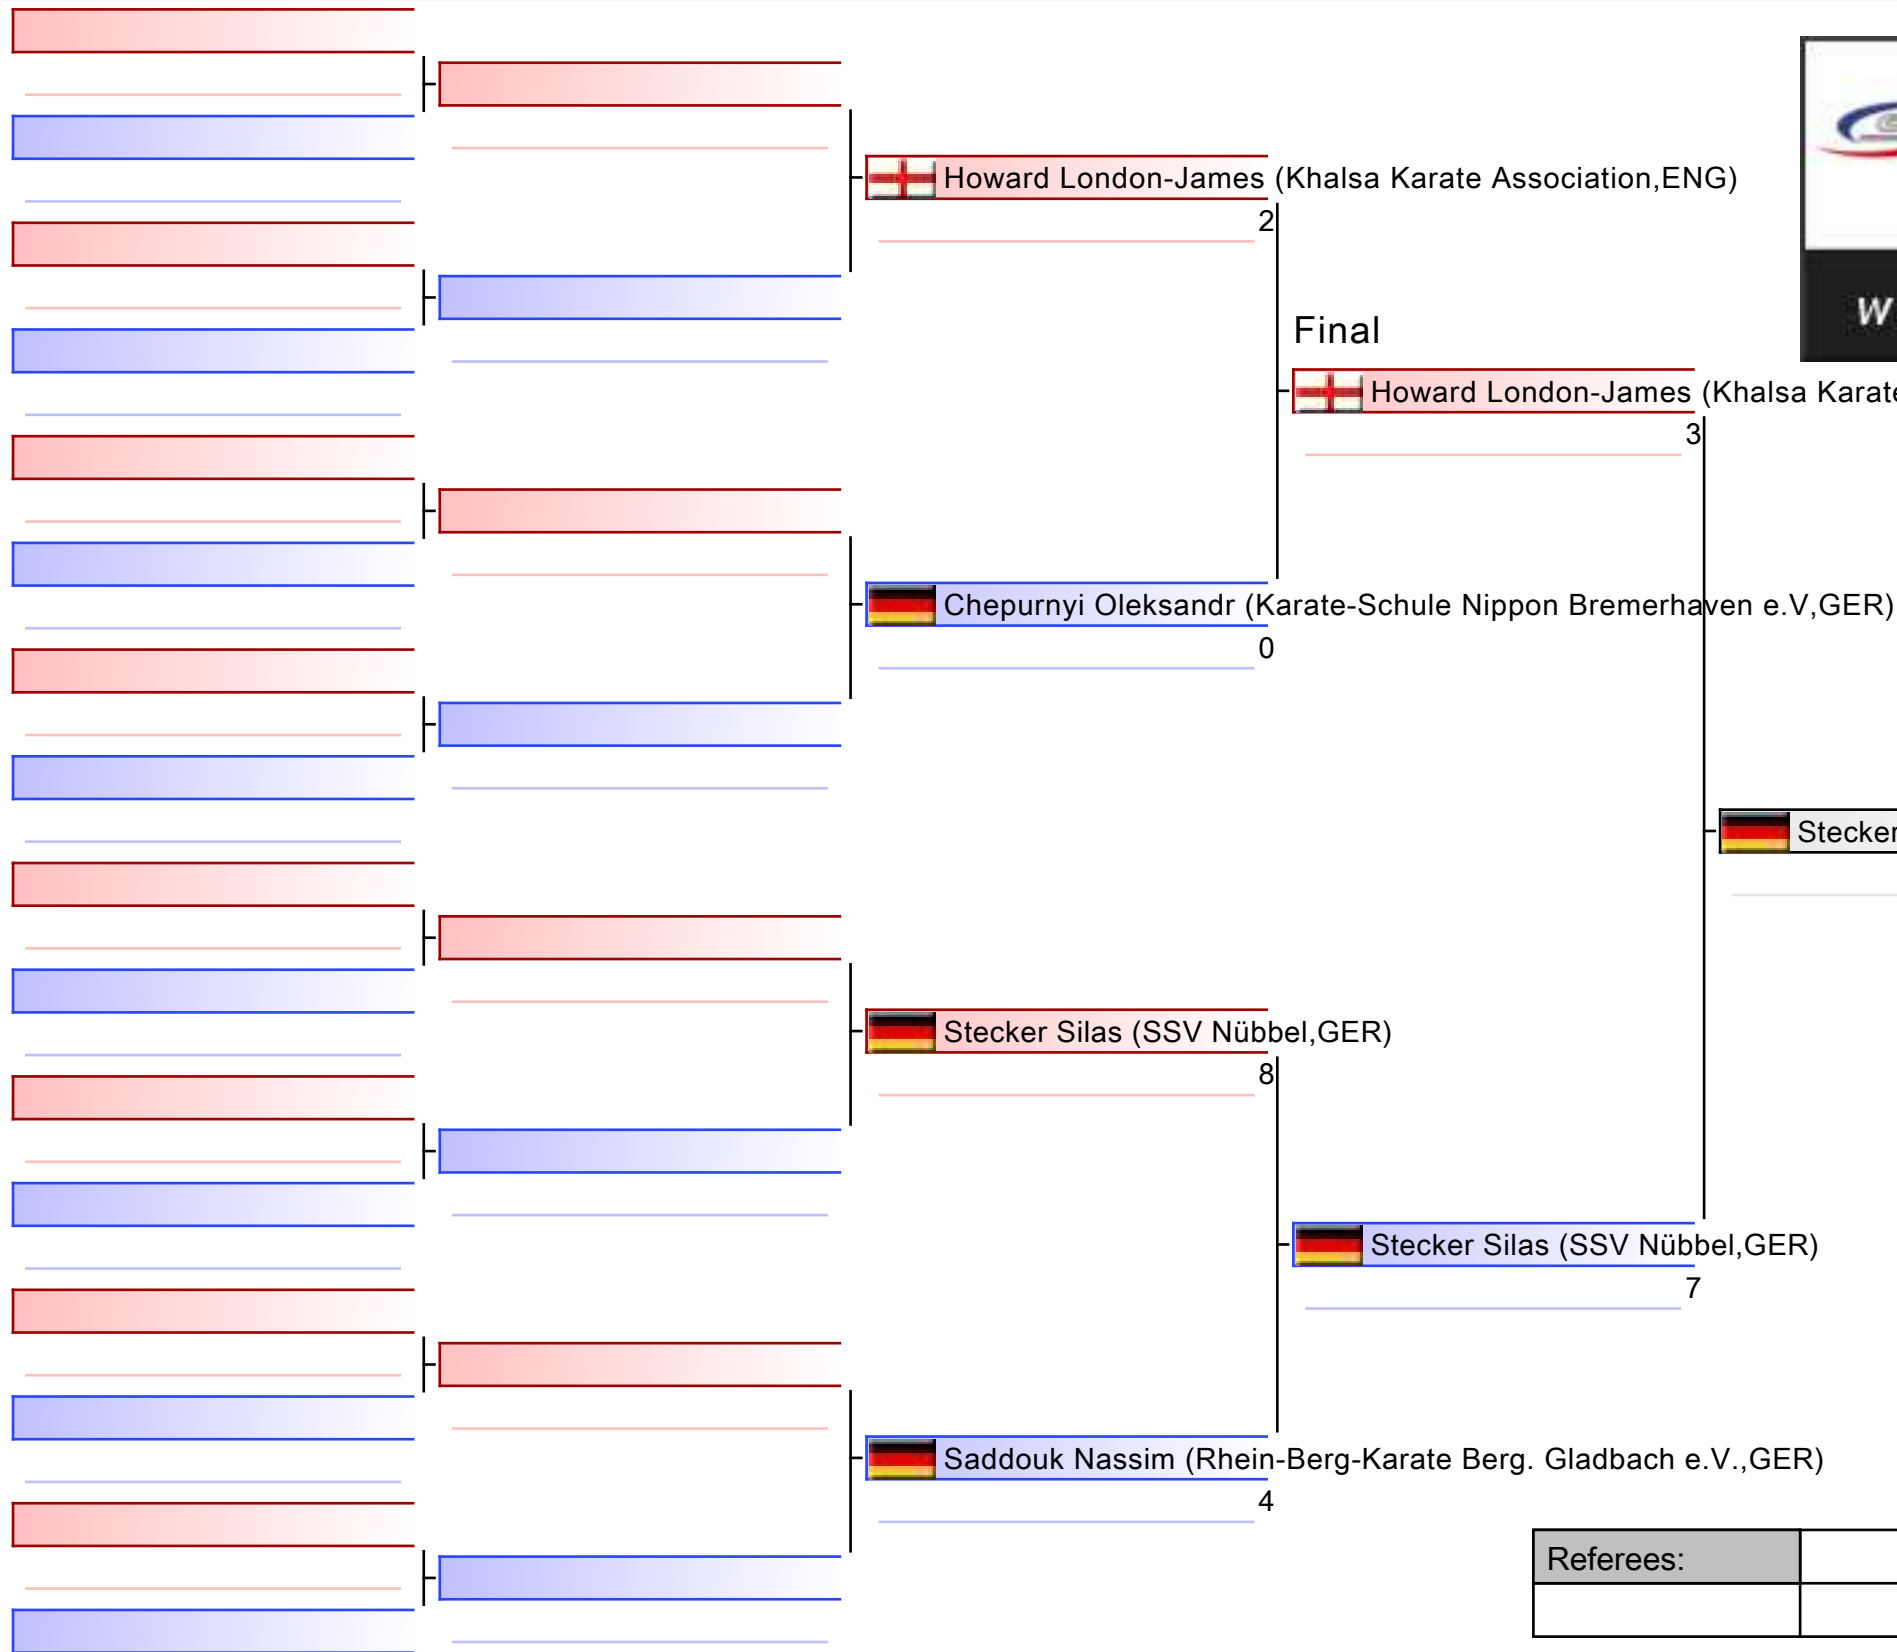 Howard London-James (Khalsa Karate Association,ENG)
2
Final
Howard London-James (Khalsa Karate
3
Chepurnyi Oleksandr (Karate-Schule Nippon Bremerhaven e.V,GER)
0
Stecker
Stecker Silas (SSV Nübbel,GER)
8
Stecker Silas (SSV Nübbel,GER)
7
Saddouk Nassim (Rhein-Berg-Karate Berg. Gladbach e.V.,GER)
4
Referees:
W